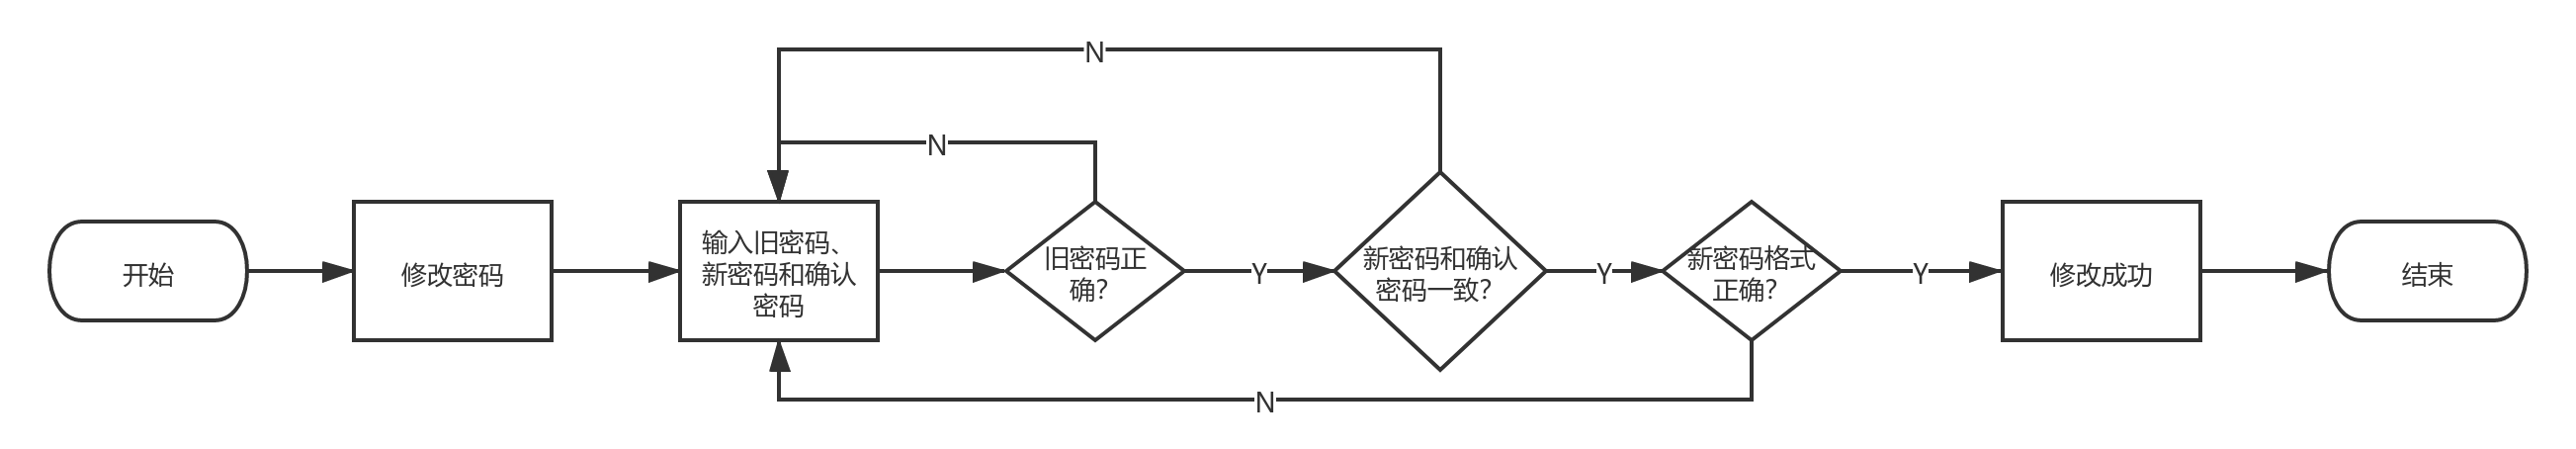 N
N
开始
修改密码
输入旧密码、
新密码和确认
密码
旧密码正
确?
Y
新密码和确认
密码一致?
Y
新密码格式
正确?
Y
修改成功
结束
N